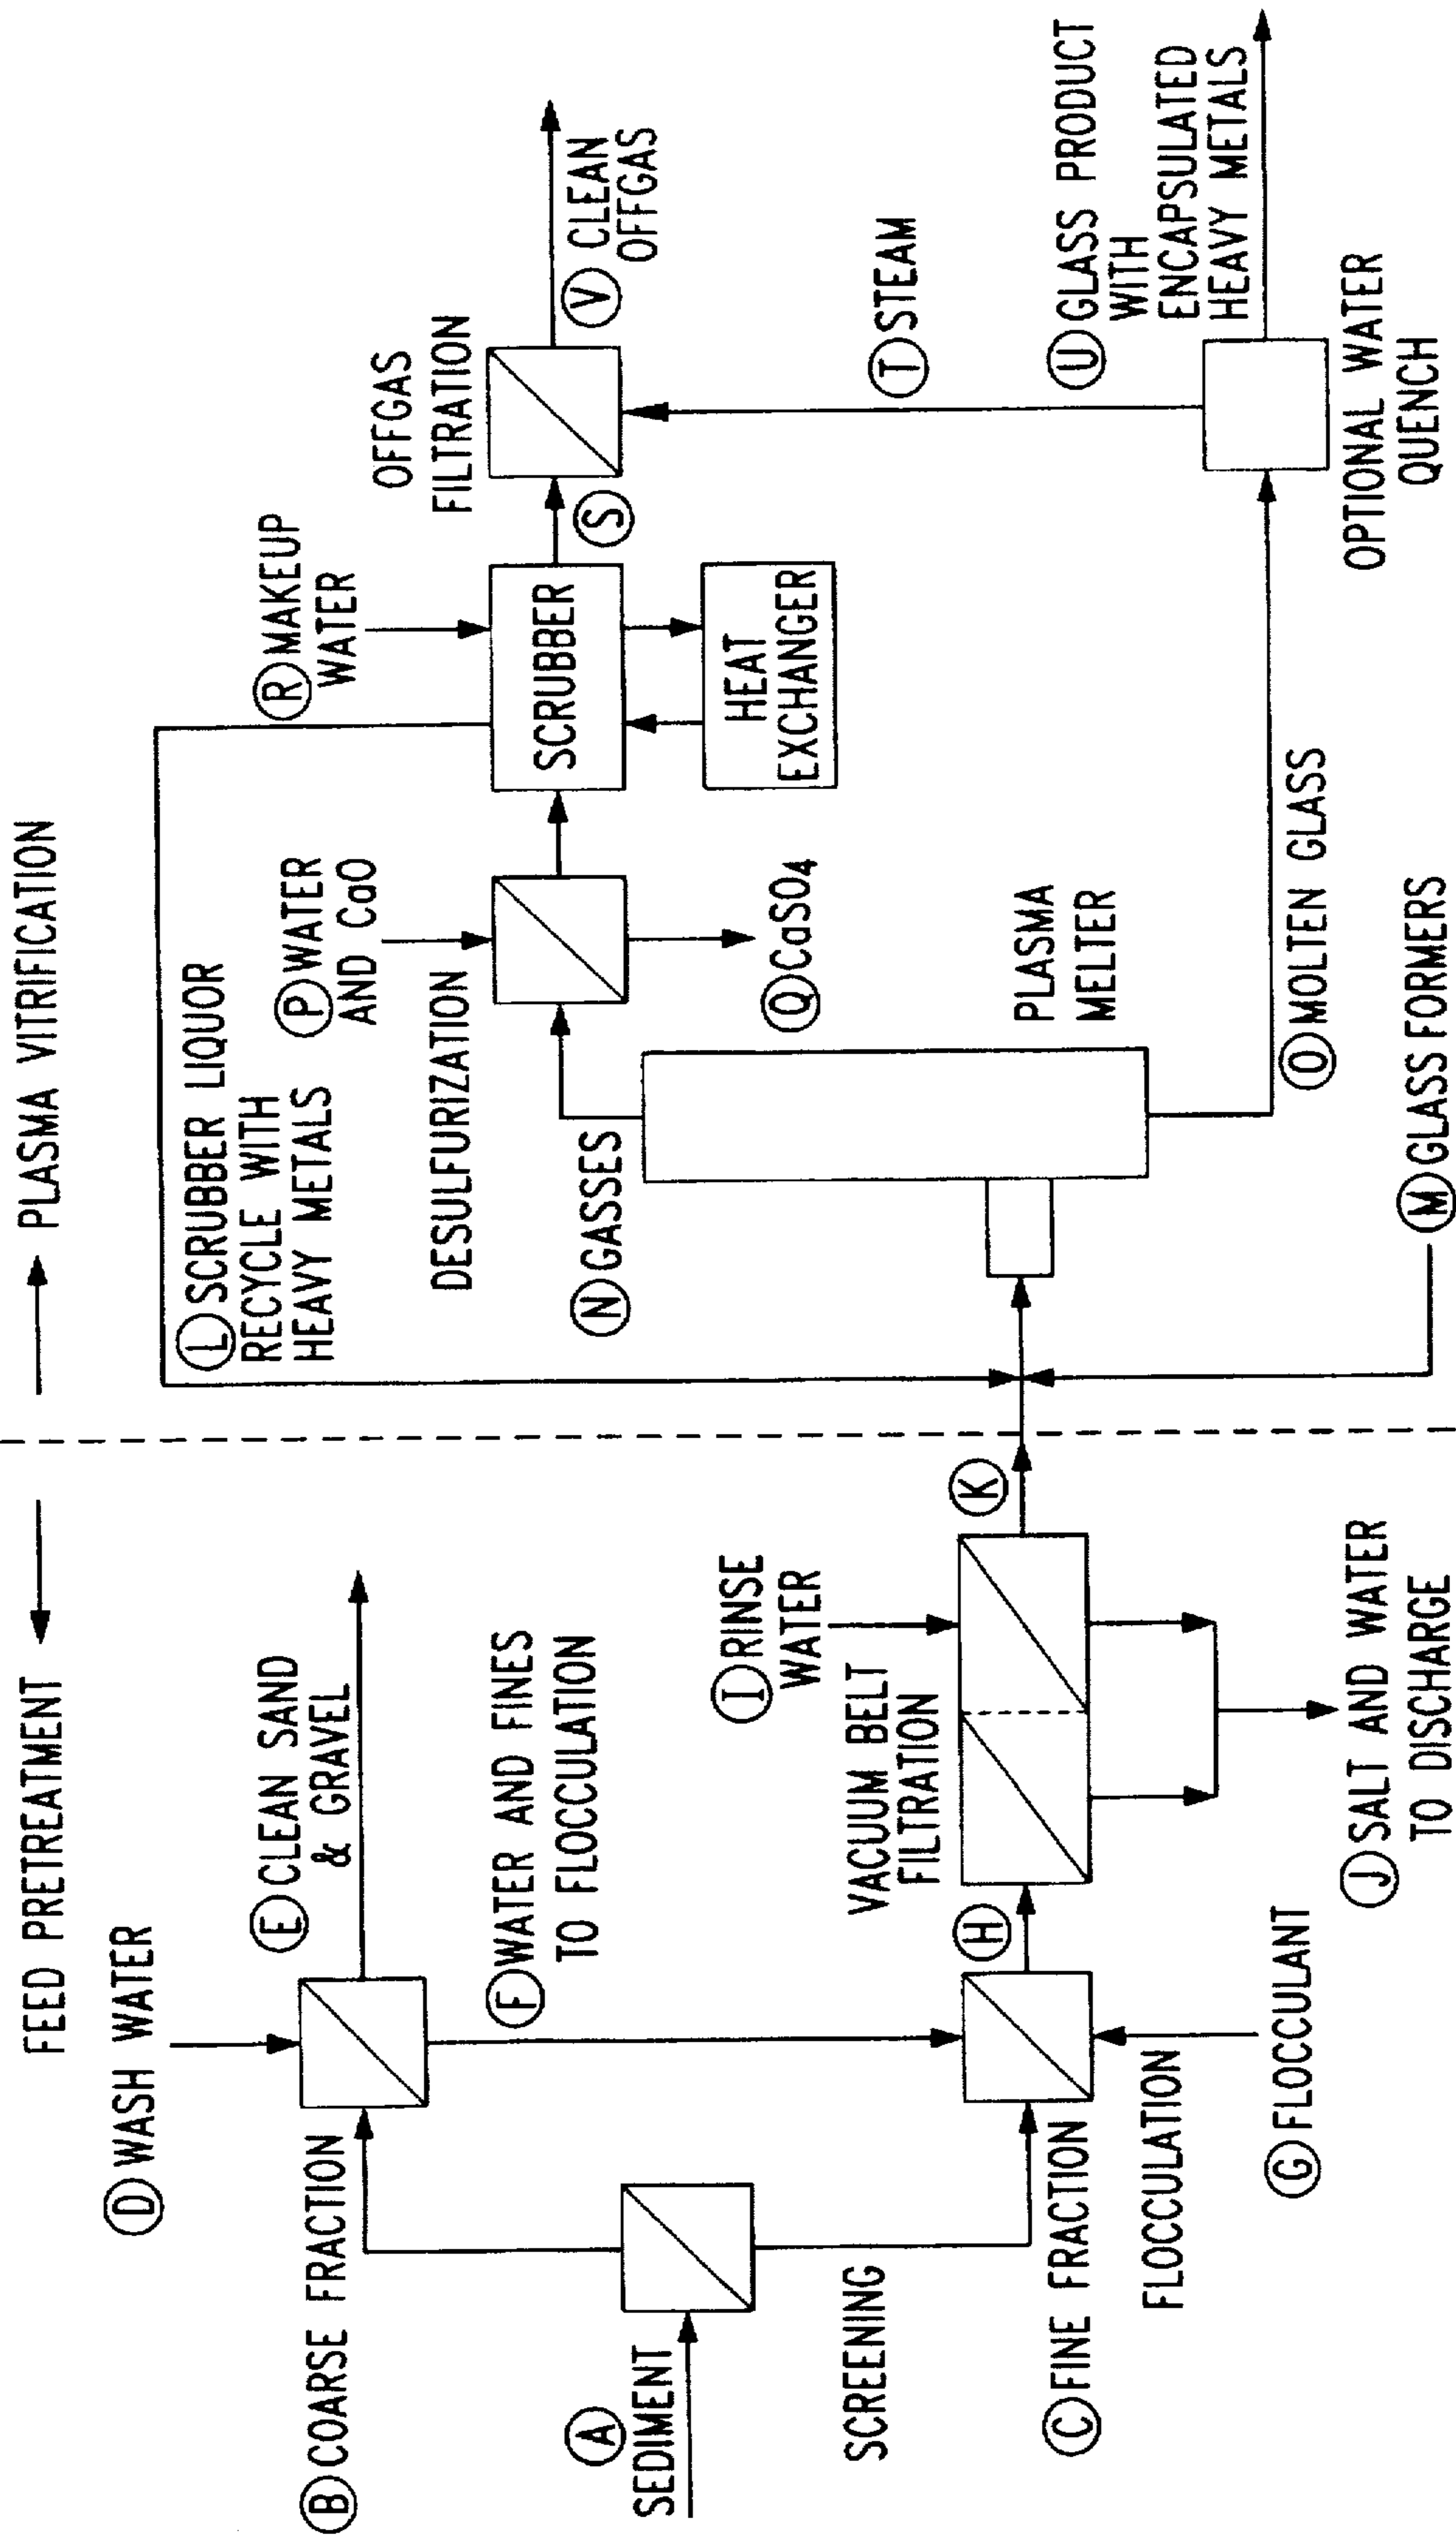 FEED PRETREATMENT
PLASMA VITRIFICATION
D WASH WATER
B COARSE FRACTION
E CLEAN SAND
& GRAVEL
F WATER AND FINES
TO FLOCCULATION
A
SEDIMENT
SCREENING
C FINE FRACTION
FLOCCULATION
G FLOCCULANT
H
VACUUM BELT
FILTRATION
I RINSE
WATER
J SALT AND WATER
TO DISCHARGE
K
L SCRUBBER LIQUOR
RECYCLE WITH
HEAVY METALS
M GLASS FORMERS
N GASSES
PLASMA
MELTER
O MOLTEN GLASS
DESULFURIZATION
P WATER
AND CaO
Q CaSO4
R MAKEUP
WATER
SCRUBBER
HEAT
EXCHANGER
S
OFFGAS
FILTRATION
T STEAM
OPTIONAL WATER
QUENCH
U GLASS PRODUCT
WITH
ENCAPSULATED
HEAVY METALS
V CLEAN
OFFGAS